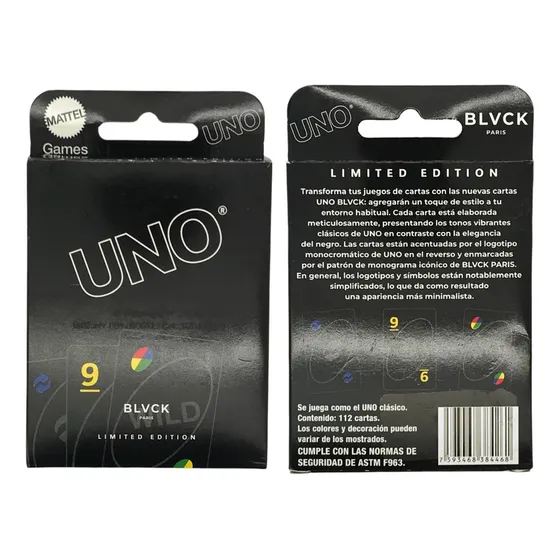 MATTEL
Games
UNO
UNO®
9
WILD
BLVCK
PARIS
LIMITED EDITION
UNO
BLVCK
PARIS
LIMITED EDITION
Transforma tus juegos de cartas con las nuevas cartas
UNO BLVCK: agregarán un toque de estilo a tu
entorno habitual. Cada carta está elaborada
meticulosamente, presentando los tonos vibrantes
clásicos de UNO en contraste con la elegancia
del negro. Las cartas están acentuadas por el logotipo
monocromático de UNO en el reverso y enmarcadas
por el patrón de monograma icónico de BLVCK PARIS.
En general, los logotipos y símbolos están notablemente
simplificados, lo que da como resultado
una apariencia más minimalista.
9
6
Se juega como el UNO clásico.
Contenido: 112 cartas.
Los colores y decoración pueden
variar de los mostrados.
CUMPLE CON LAS NORMAS DE
SEGURIDAD DE ASTM F963.
7 593468 384468